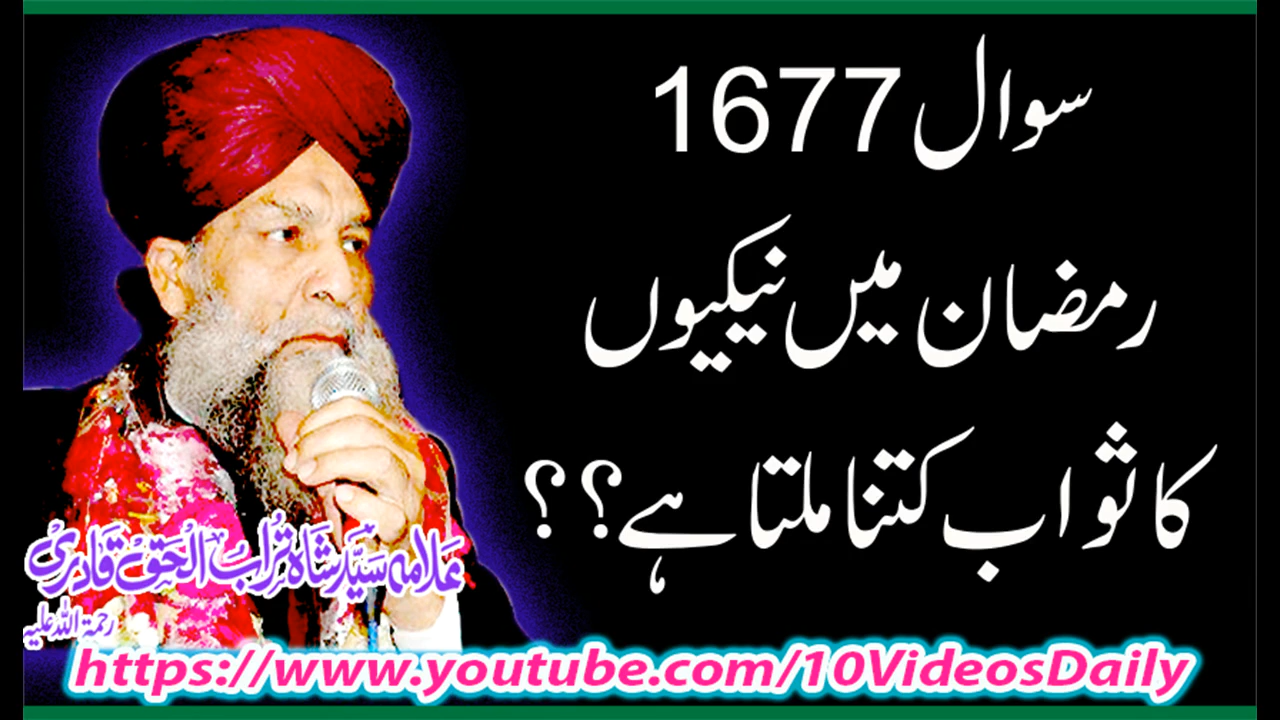 سوال 1677
رمضان میں نیکیوں
کا ثواب کتنا ملتا ہے؟؟
علامہ سید شاہ تراب الحق قادری
رحمۃ اللہ علیہ
https://www.youtube.com/10VideosDaily